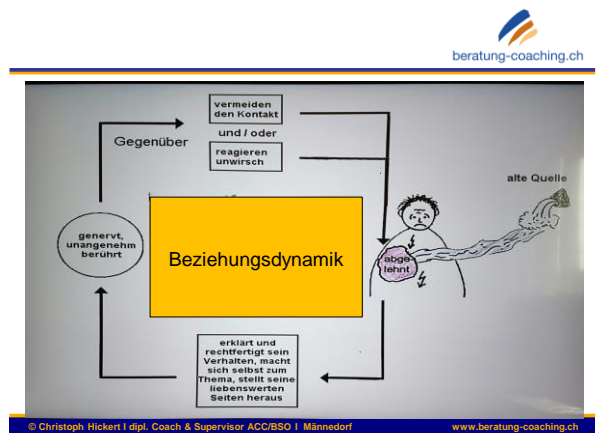 beratung-coaching.ch
vermeiden
den Kontakt
und / oder
reagieren
unwirsch
Gegenüber
alte Quelle
genervt,
unangenehm
berührt
Beziehungsdynamik
abge-
lehnt
erklärt und
rechtfertigt sein
Verhalten, macht
sich selbst zum
Thema, stellt seine
liebenswerten
Seiten heraus
© Christoph Hickert I dipl. Coach & Supervisor ACC/BSO I Männedorf
www.beratung-coaching.ch